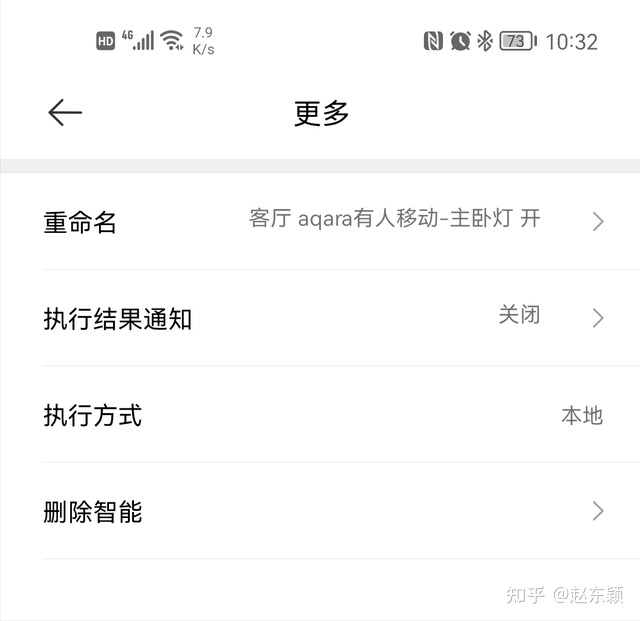 HD 4G 7.9 K/s 73 10:32
更多
重命名 客厅 aqara有人移动-主卧灯 开
执行结果通知 关闭
执行方式 本地
删除智能
知乎 @赵东颖